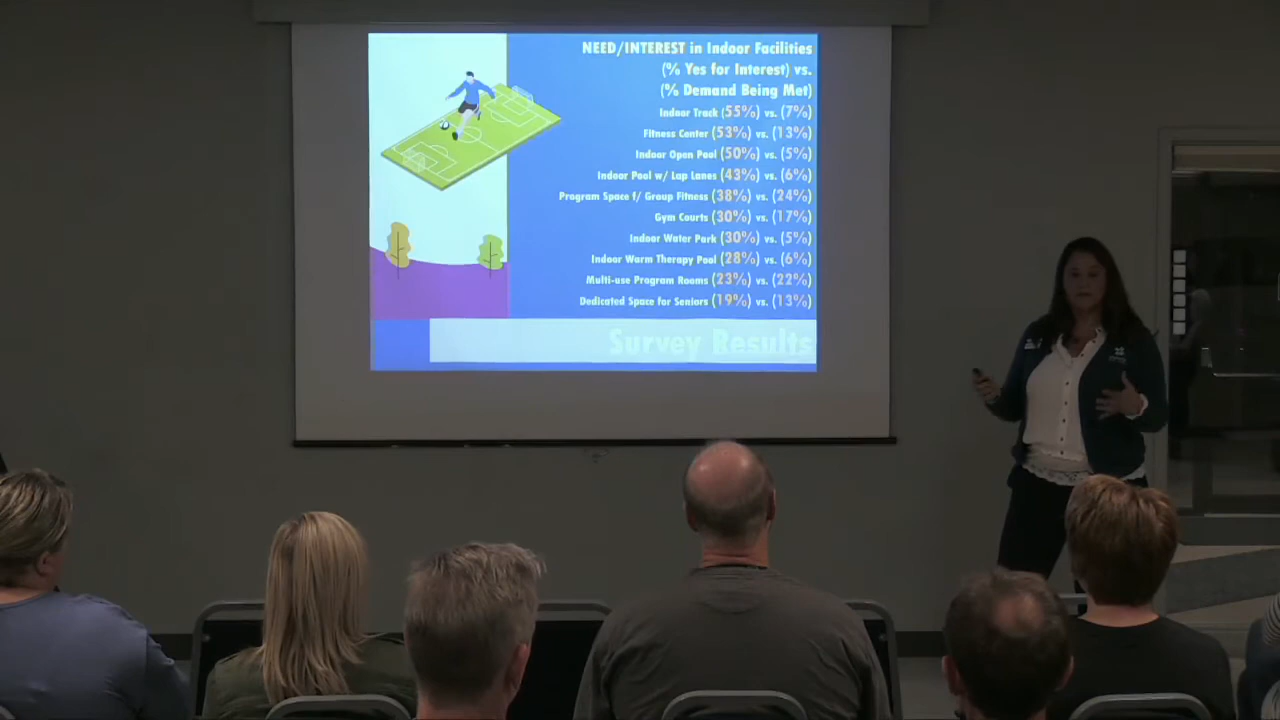 NEED/INTEREST in Indoor Facilities
(% Yes for Interest) vs.
(% Demand Being Met)
Indoor Track (55%) vs. (7%)
Fitness Center (53%) vs. (13%)
Indoor Open Pool (50%) vs. (5%)
Indoor Pool w/ Lap Lanes (43%) vs. (6%)
Program Space f/ Group Fitness (38%) vs. (24%)
Gym Courts (30%) vs. (17%)
Indoor Water Park (30%) vs. (5%)
Indoor Warm Therapy Pool (28%) vs. (6%)
Multi-use Program Rooms (23%) vs. (22%)
Dedicated Space for Seniors (19%) vs. (13%)
Survey Results